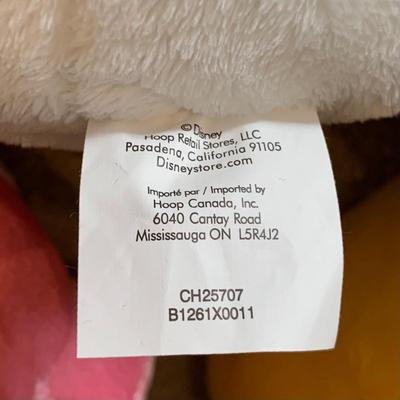 © Disney
Hoop Retail Stores, LLC
Pasadena, California 91105
Disneystore.com
Importé par / Imported by
Hoop Canada, Inc.
6040 Cantay Road
Mississauga ON L5R4J2
CH25707
B1261X0011